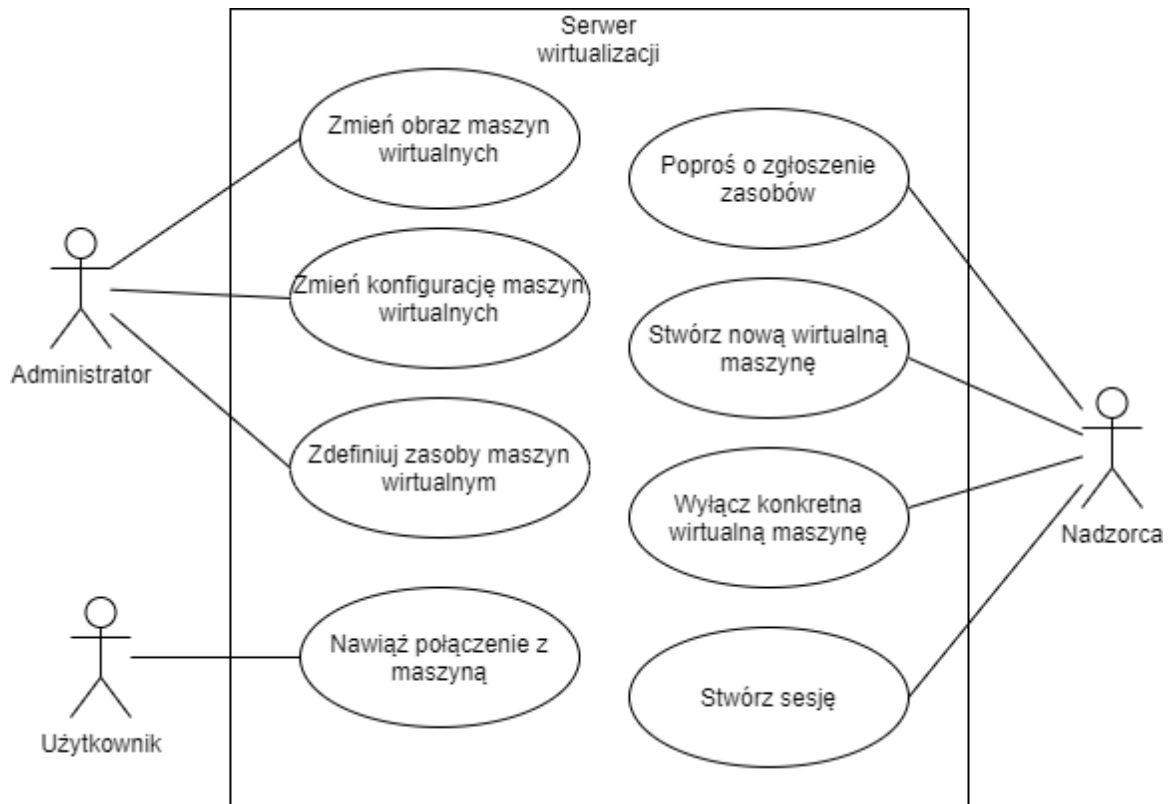 Serwer
wirtualizacji
Zmień obraz maszyn
wirtualnych
Poproś o zgłoszenie
zasobów
Zmień konfigurację maszyn
wirtualnych
Stwórz nową wirtualną
maszynę
Administrator
Zdefiniuj zasoby maszyn
wirtualnym
Wyłącz konkretna
wirtualną maszynę
Nadzorca
Nawiąż połączenie z
maszyną
Stwórz sesję
Użytkownik